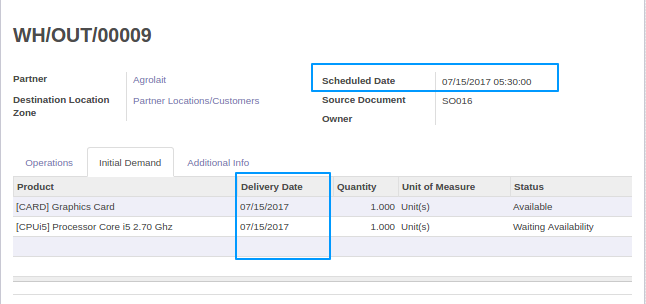 WH/OUT/00009
Partner Agrolait Scheduled Date 07/15/2017 05:30:00
Destination Location Zone Partner Locations/Customers Source Document SO016
Owner
Operations Initial Demand Additional Info
Product Delivery Date Quantity Unit of Measure Status
[CARD] Graphics Card 07/15/2017 1.000 Unit(s) Available
[CPUi5] Processor Core i5 2.70 Ghz 07/15/2017 1.000 Unit(s) Waiting Availability